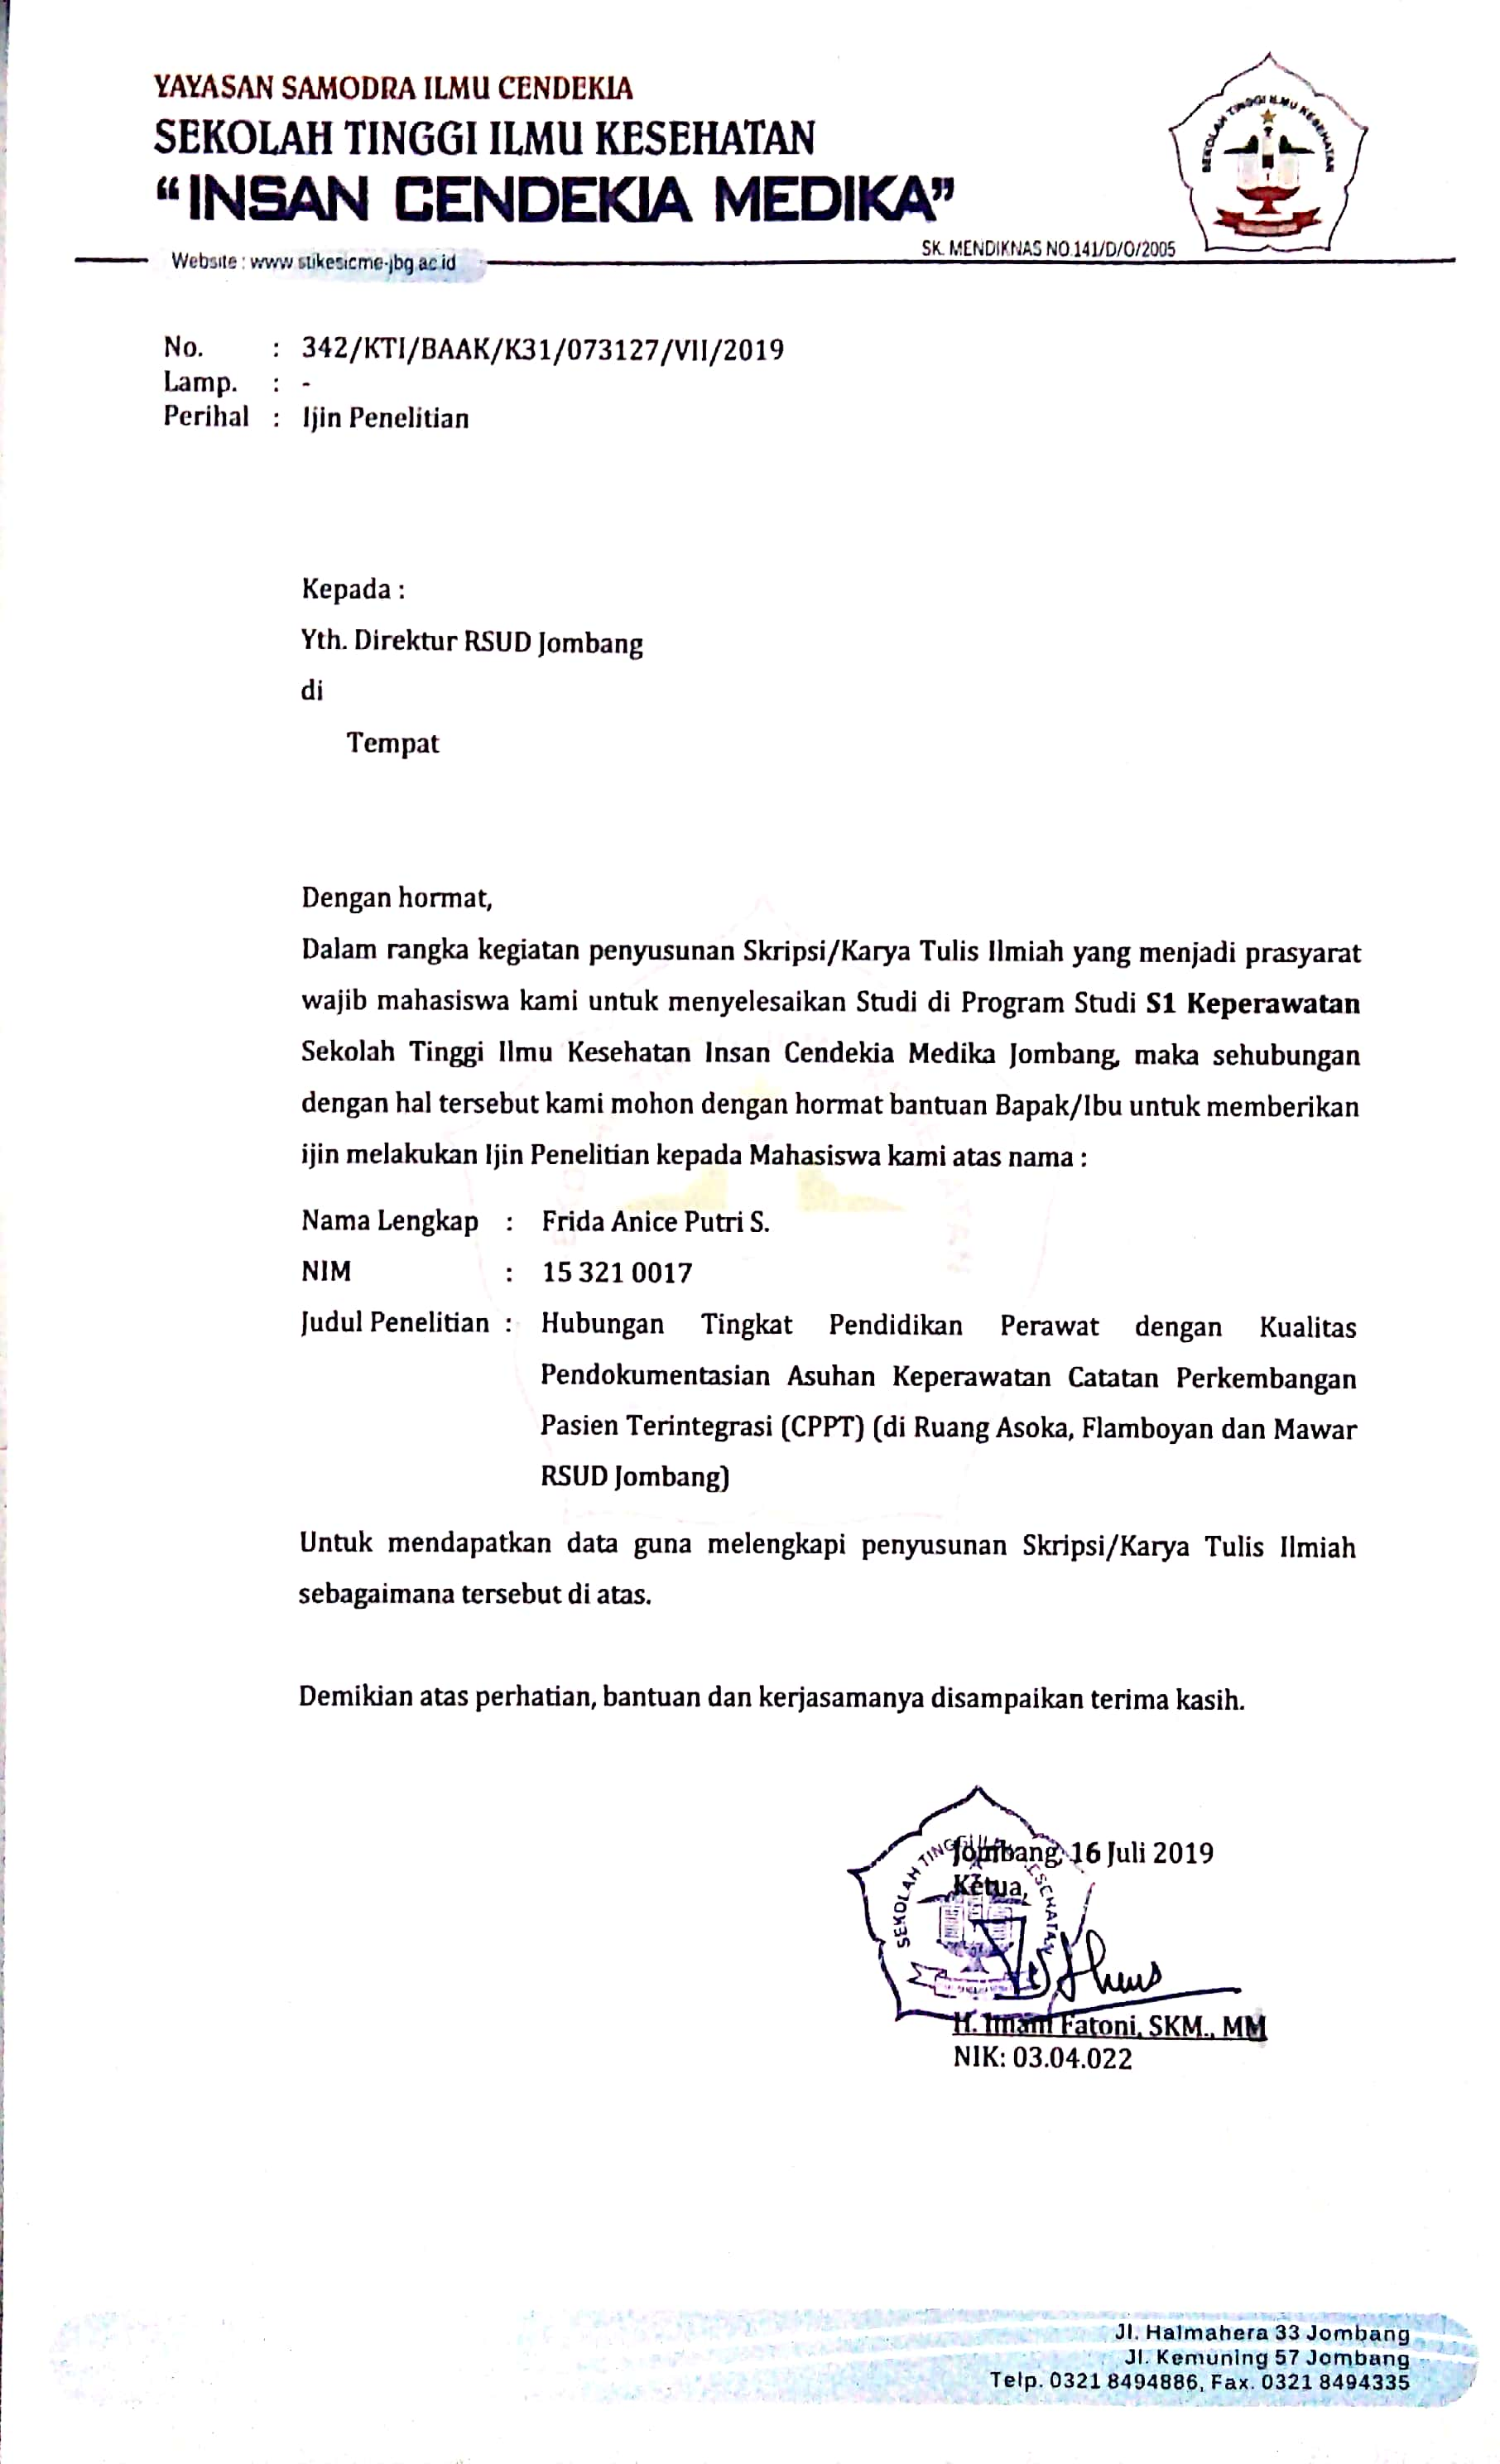 YAYASAN SAMODRA ILMU CENDEKIA
SEKOLAH TINGGI ILMU KESEHATAN
“INSAN CENDEKIA MEDIKA”
SEKOLAH TINGGI ILMU KESEHATAN
SK. MENDIKNAS NO.141/D/O/2005
Website : www.stikesicme-jbg.ac.id
No. : 342/KTI/BAAK/K31/073127/VII/2019
Lamp. : -
Perihal : Ijin Penelitian
Kepada :
Yth. Direktur RSUD Jombang
di
Tempat
Dengan hormat,
Dalam rangka kegiatan penyusunan Skripsi/Karya Tulis Ilmiah yang menjadi prasyarat
wajib mahasiswa kami untuk menyelesaikan Studi di Program Studi S1 Keperawatan
Sekolah Tinggi Ilmu Kesehatan Insan Cendekia Medika Jombang, maka sehubungan
dengan hal tersebut kami mohon dengan hormat bantuan Bapak/Ibu untuk memberikan
ijin melakukan Ijin Penelitian kepada Mahasiswa kami atas nama :
Nama Lengkap : Frida Anice Putri S.
NIM : 15 321 0017
Judul Penelitian : Hubungan Tingkat Pendidikan Perawat dengan Kualitas
Pendokumentasian Asuhan Keperawatan Catatan Perkembangan
Pasien Terintegrasi (CPPT) (di Ruang Asoka, Flamboyan dan Mawar
RSUD Jombang)
Untuk mendapatkan data guna melengkapi penyusunan Skripsi/Karya Tulis Ilmiah
sebagaimana tersebut di atas.
Demikian atas perhatian, bantuan dan kerjasamanya disampaikan terima kasih.
Jombang, 16 Juli 2019
Ketua,
H. Imam Fatoni, SKM., MM
NIK: 03.04.022
Jl. Halmahera 33 Jombang
Jl. Kemuning 57 Jombang
Telp. 0321 8494886, Fax. 0321 8494335